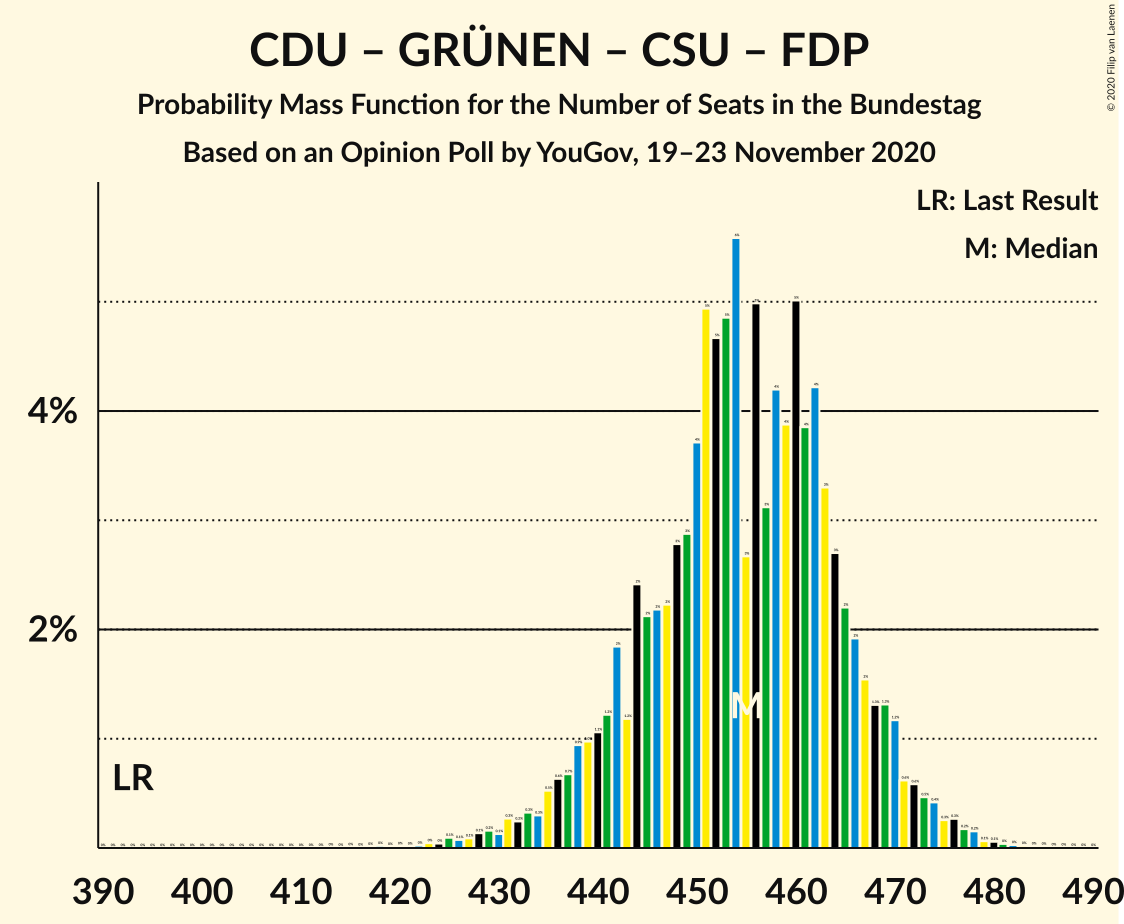 CDU – GRÜNEN – CSU – FDP
Probability Mass Function for the Number of Seats in the Bundestag
Based on an Opinion Poll by YouGov, 19–23 November 2020
© 2020 Filip van Laenen
LR: Last Result
M: Median
4%
2%
LR
M
390 400 410 420 430 440 450 460 470 480 490